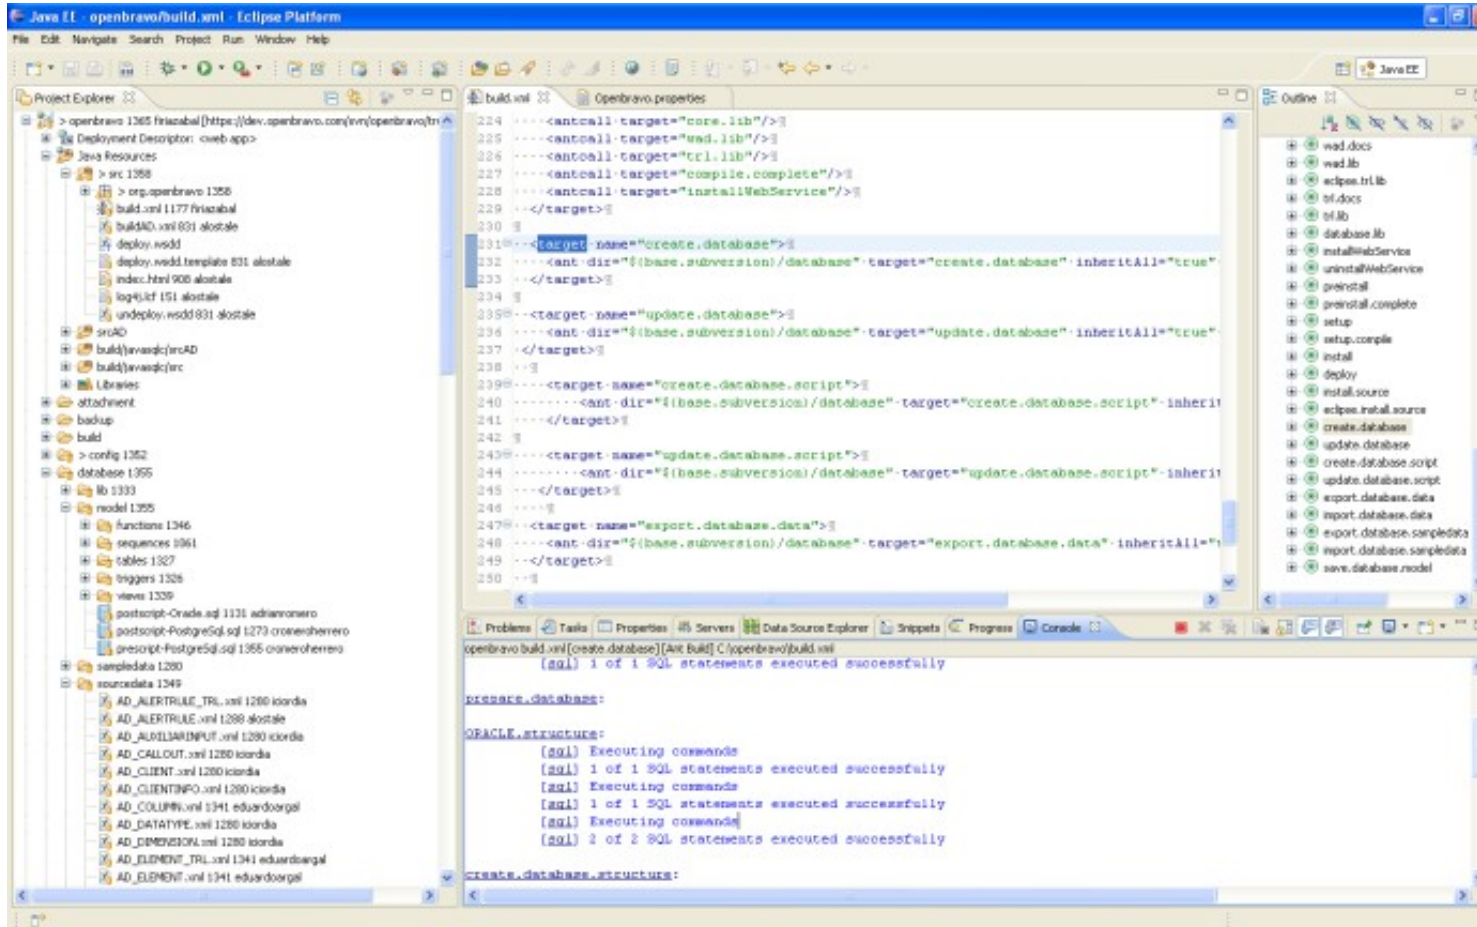 Java EE - openbravo/build.xml - Eclipse Platform
File Edit Navigate Search Project Run Window Help
Java EE
Project Explorer
> openbravo 1365 [https://dev.openbravo.com/svn/openbravo/tr
Deployment Descriptor: <web app>
Java Resources
> src 1358
> org.openbravo 1358
build.xml 1177
buildAD.xml 831 alostale
deploy.wsdd
deploy.wsdd.template 831 alostale
index.html 908 alostale
log4j.lcf 151 alostale
undeploy.wsdd 831 alostale
srcAD
build/javasqlc/srcAD
build/javasqlc/src
Libraries
attachment
backup
build
> config 1352
database 1355
lib 1333
model 1355
functions 1346
sequences 1061
tables 1327
triggers 1326
views 1339
postscript-Oracle.sql 1131 adrianromero
postscript-PostgreSql.sql 1273 cromeroherrero
prescript-PostgreSql.sql 1355 cromeroherrero
sampledata 1280
sourcedata 1349
AD_ALERTRULE_TRL.xml 1280 iciordia
AD_ALERTRULE.xml 1288 alostale
AD_AUXILIARINPUT.xml 1280 iciordia
AD_CALLOUT.xml 1280 iciordia
AD_CLIENT.xml 1280 iciordia
AD_CLIENTINFO.xml 1280 iciordia
AD_COLUMN.xml 1341 eduardoargal
AD_DATATYPE.xml 1280 iciordia
AD_DIMENSION.xml 1280 iciordia
AD_ELEMENT_TRL.xml 1341 eduardoargal
AD_ELEMENT.xml 1341 eduardoargal
build.xml Openbravo.properties
224 ····<antcall·target="core.lib"/>¶
225 ····<antcall·target="wad.lib"/>¶
226 ····<antcall·target="trl.lib"/>¶
227 ····<antcall·target="compile.complete"/>¶
228 ····<antcall·target="installWebService"/>¶
229 ··</target>¶
230 ¶
231 ··<target·name="create.database">¶
232 ····<ant·dir="${base.subversion}/database"·target="create.database"·inheritAll="true"·
233 ··</target>¶
234 ¶
235 ··<target·name="update.database">¶
236 ····<ant·dir="${base.subversion}/database"·target="update.database"·inheritAll="true"·
237 ··</target>¶
238 ··¶
239 ····<target·name="create.database.script">¶
240 ········<ant·dir="${base.subversion}/database"·target="create.database.script"·inherit
241 ····</target>¶
242 ¶
243 ····<target·name="update.database.script">¶
244 ········<ant·dir="${base.subversion}/database"·target="update.database.script"·inherit
245 ····</target>¶
246 ····¶
247 ··<target·name="export.database.data">¶
248 ····<ant·dir="${base.subversion}/database"·target="export.database.data"·inheritAll="t
249 ··</target>¶
250 ··¶
Outline
wad.docs
wad.lib
eclipse.trl.lib
trl.docs
trl.lib
database.lib
installWebService
uninstallWebService
preinstall
preinstall.complete
setup
setup.compile
install
deploy
install.source
eclipse.install.source
create.database
update.database
create.database.script
update.database.script
export.database.data
import.database.data
export.database.sampledata
import.database.sampledata
save.database.model
Problems Tasks Properties Servers Data Source Explorer Snippets Progress Console
openbravo build.xml [create.database] [Ant Build] C:\openbravo\build.xml
[sql] 1 of 1 SQL statements executed successfully
prepare.database:
ORACLE.structure:
[sql] Executing commands
[sql] 1 of 1 SQL statements executed successfully
[sql] Executing commands
[sql] 1 of 1 SQL statements executed successfully
[sql] Executing commands
[sql] 2 of 2 SQL statements executed successfully
create.database.structure: